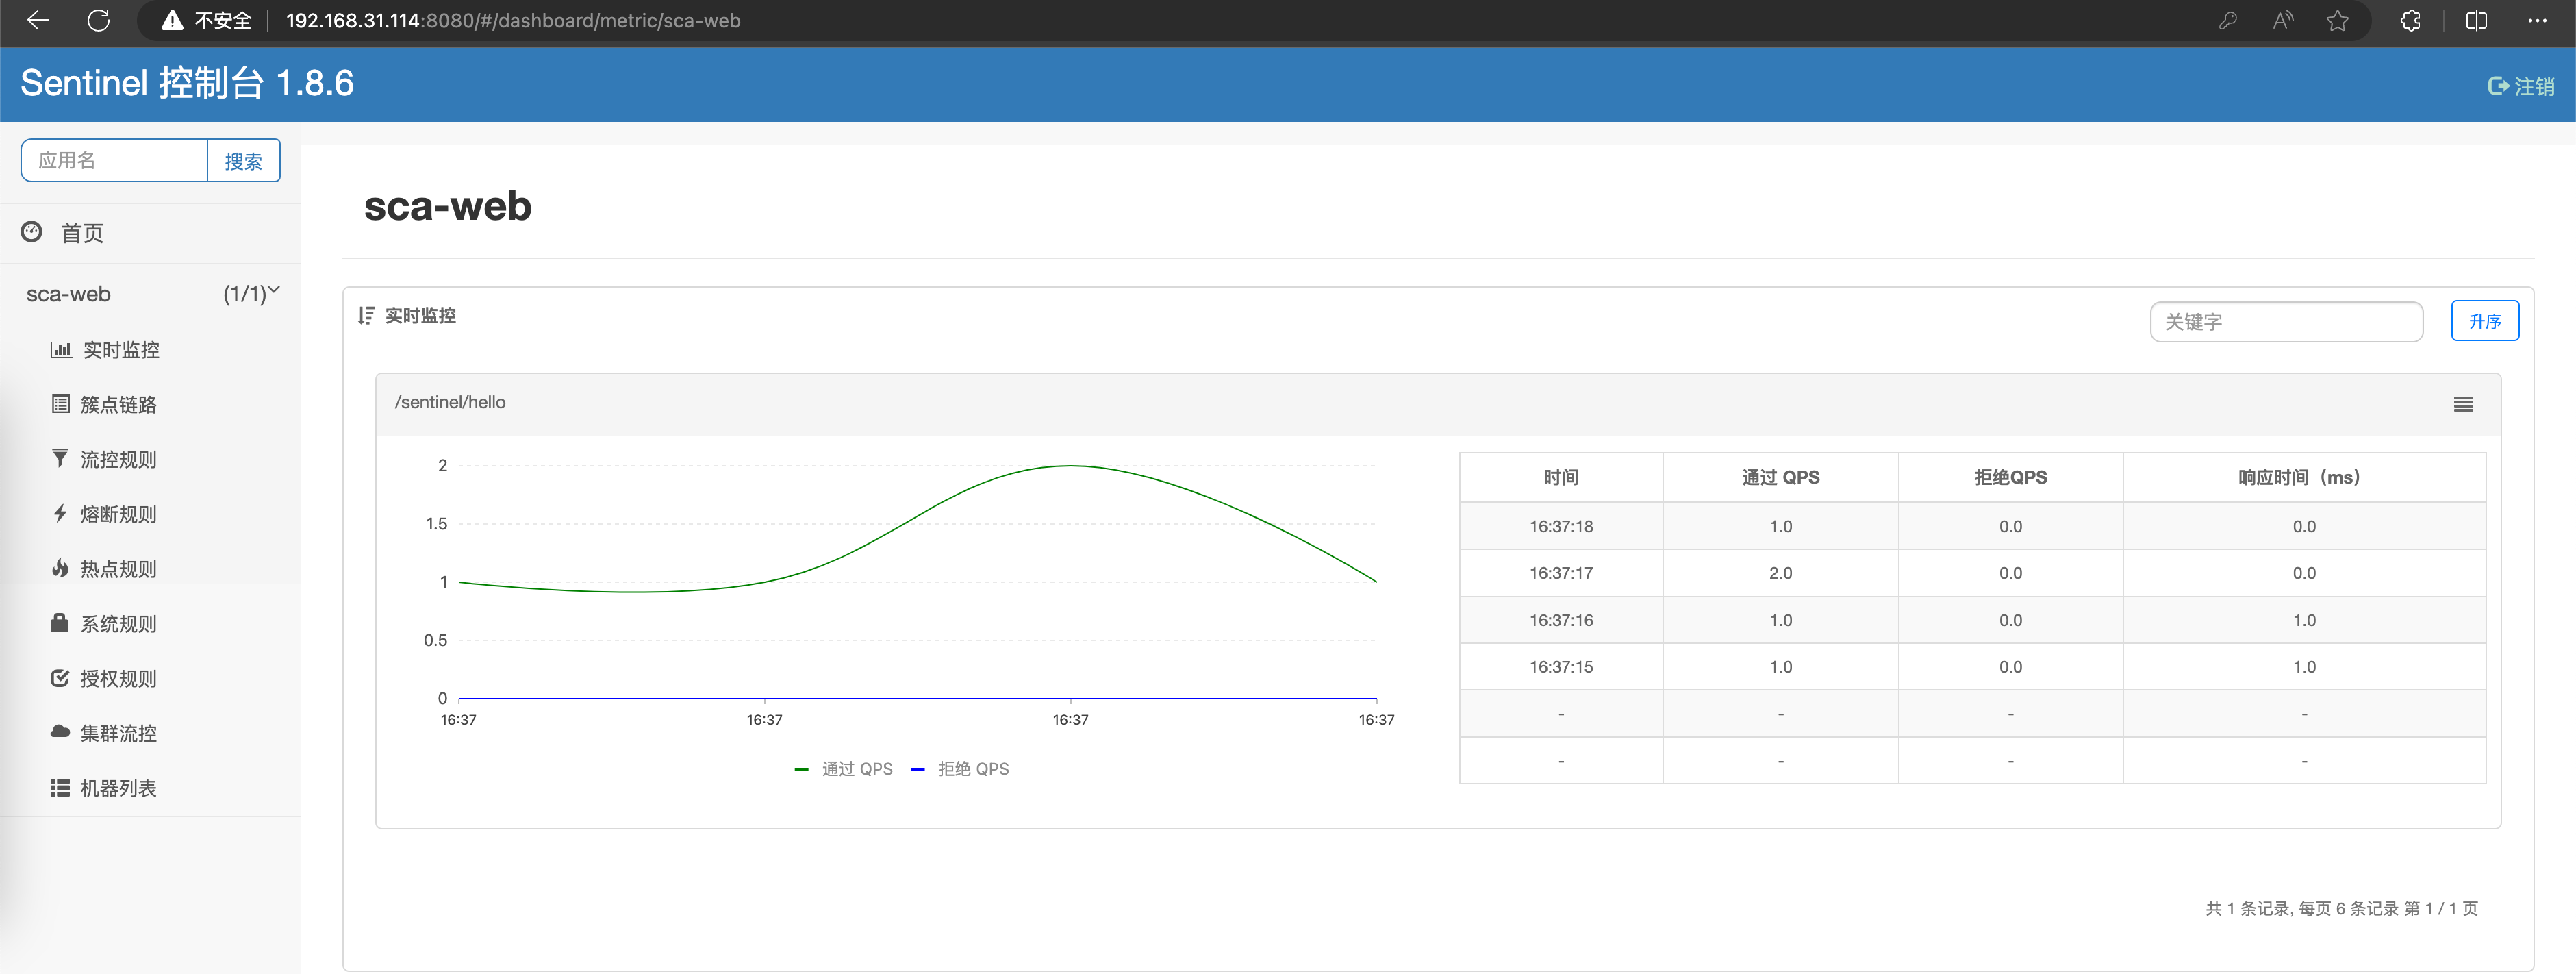 不安全 192.168.31.114:8080/#/dashboard/metric/sca-web
Sentinel 控制台 1.8.6
注销
应用名 搜索
首页
sca-web (1/1)
实时监控
簇点链路
流控规则
熔断规则
热点规则
系统规则
授权规则
集群流控
机器列表
sca-web
实时监控
关键字 升序
/sentinel/hello
2
1.5
1
0.5
0
16:37 16:37 16:37 16:37
通过 QPS 拒绝 QPS
时间 通过 QPS 拒绝QPS 响应时间（ms）
16:37:18 1.0 0.0 0.0
16:37:17 2.0 0.0 0.0
16:37:16 1.0 0.0 1.0
16:37:15 1.0 0.0 1.0
- - - -
- - - -
共 1 条记录, 每页 6 条记录 第 1 / 1 页